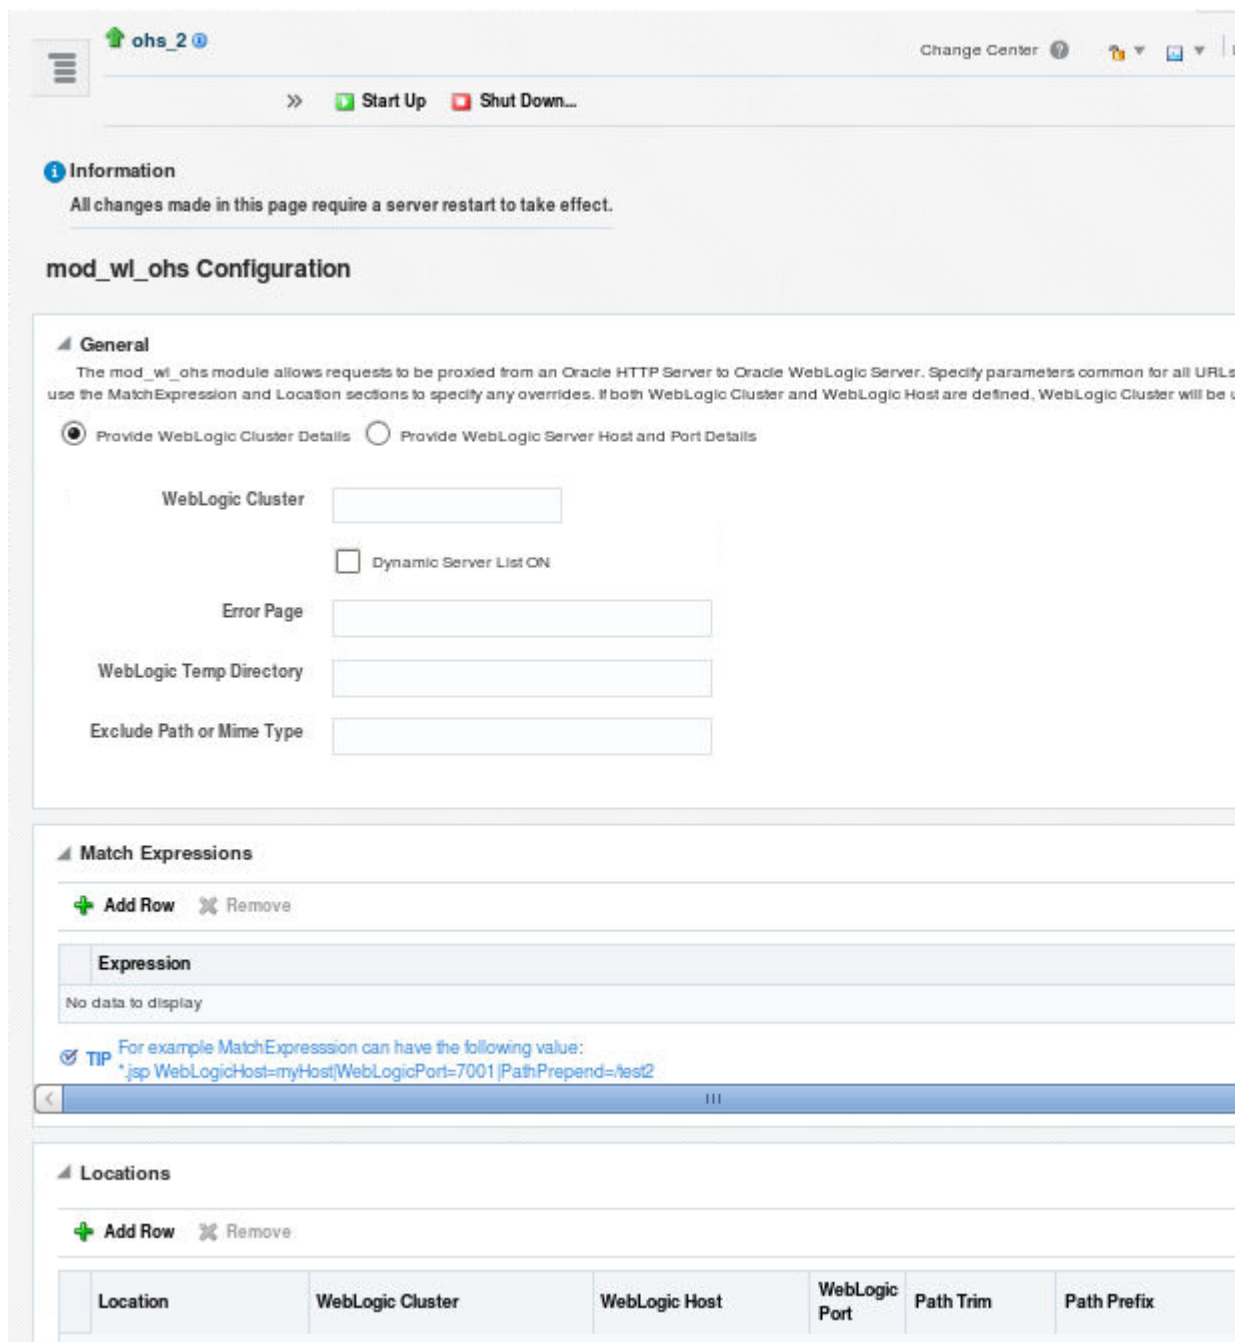 ohs_2
Change Center
Start Up Shut Down...
Information
All changes made in this page require a server restart to take effect.
mod_wl_ohs Configuration
General
The mod_wl_ohs module allows requests to be proxied from an Oracle HTTP Server to Oracle WebLogic Server. Specify parameters common for all URLs
use the MatchExpression and Location sections to specify any overrides. If both WebLogic Cluster and WebLogic Host are defined, WebLogic Cluster will be
Provide WebLogic Cluster Details Provide WebLogic Server Host and Port Details
WebLogic Cluster
Dynamic Server List ON
Error Page
WebLogic Temp Directory
Exclude Path or Mime Type
Match Expressions
Add Row Remove
Expression
No data to display
TIP For example MatchExpresssion can have the following value:
*.jsp WebLogicHost=myHost|WebLogicPort=7001|PathPrepend=/test2
Locations
Add Row Remove
Location WebLogic Cluster WebLogic Host WebLogic Port Path Trim Path Prefix